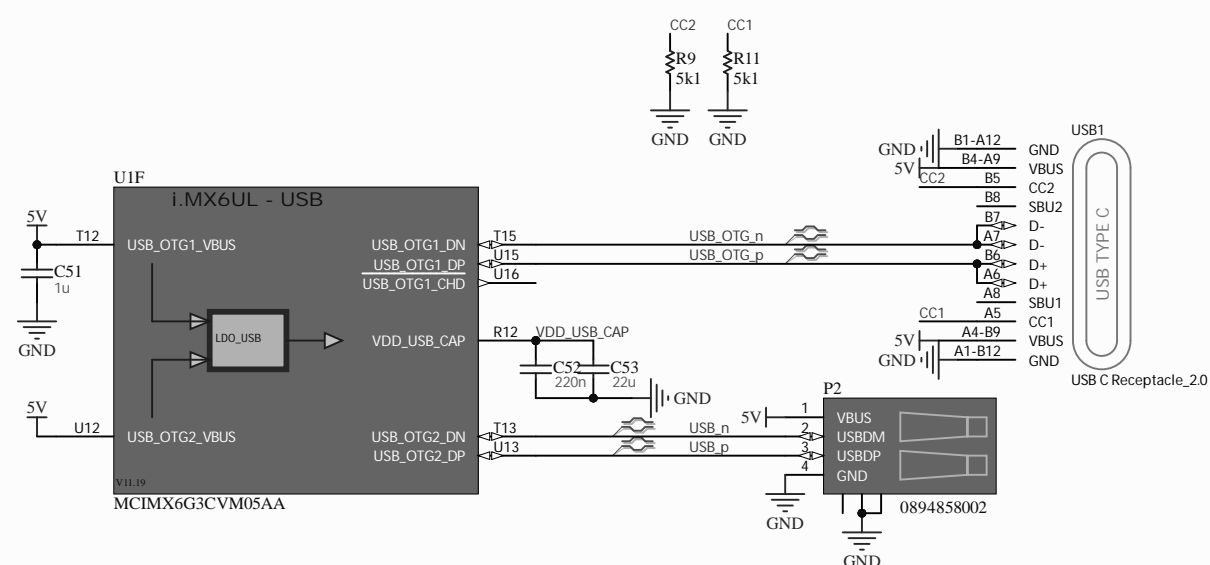 CC2
CC1
R9
5k1
R11
5k1
GND
GND
USB1
GND
B1-A12
GND
5V
B4-A9
VBUS
CC2
B5
CC2
B8
SBU2
B7
D-
A7
D-
B6
D+
A6
D+
A8
SBU1
CC1
A5
CC1
5V
A4-B9
VBUS
GND
A1-B12
GND
USB TYPE C
USB C Receptacle_2.0
U1F
i.MX6UL - USB
5V
T12
USB_OTG1_VBUS
C51
1u
GND
USB_OTG1_DN
T15
USB_OTG_n
USB_OTG1_DP
U15
USB_OTG_p
USB_OTG1_CHD
U16
LDO_USB
VDD_USB_CAP
R12
VDD_USB_CAP
C52
220n
C53
22u
GND
5V
U12
USB_OTG2_VBUS
USB_OTG2_DN
T13
USB_n
USB_OTG2_DP
U13
USB_p
V11.19
MCIMX6G3CVM05AA
P2
5V
1
VBUS
2
USBDM
3
USBDP
4
GND
GND
0894858002
GND